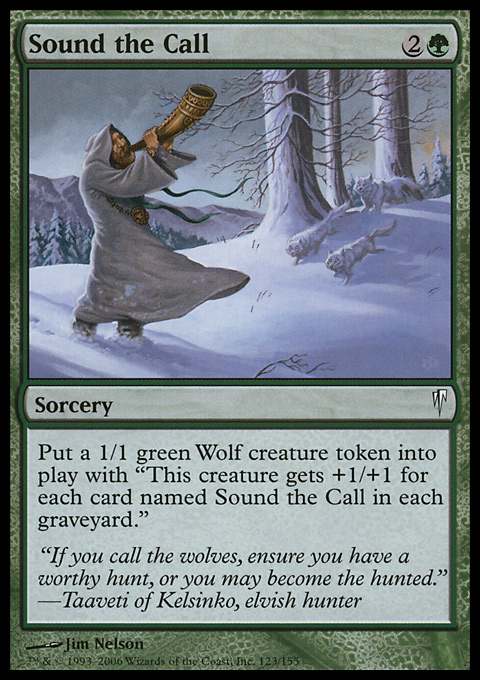 Sound the Call 2
Sorcery
Put a 1/1 green Wolf creature token into
play with “This creature gets +1/+1 for
each card named Sound the Call in each
graveyard.”
“If you call the wolves, ensure you have a
worthy hunt, or you may become the hunted.”
—Taaveti of Kelsinko, elvish hunter
Jim Nelson
™ & © 1993–2006 Wizards of the Coast, Inc. 123/155